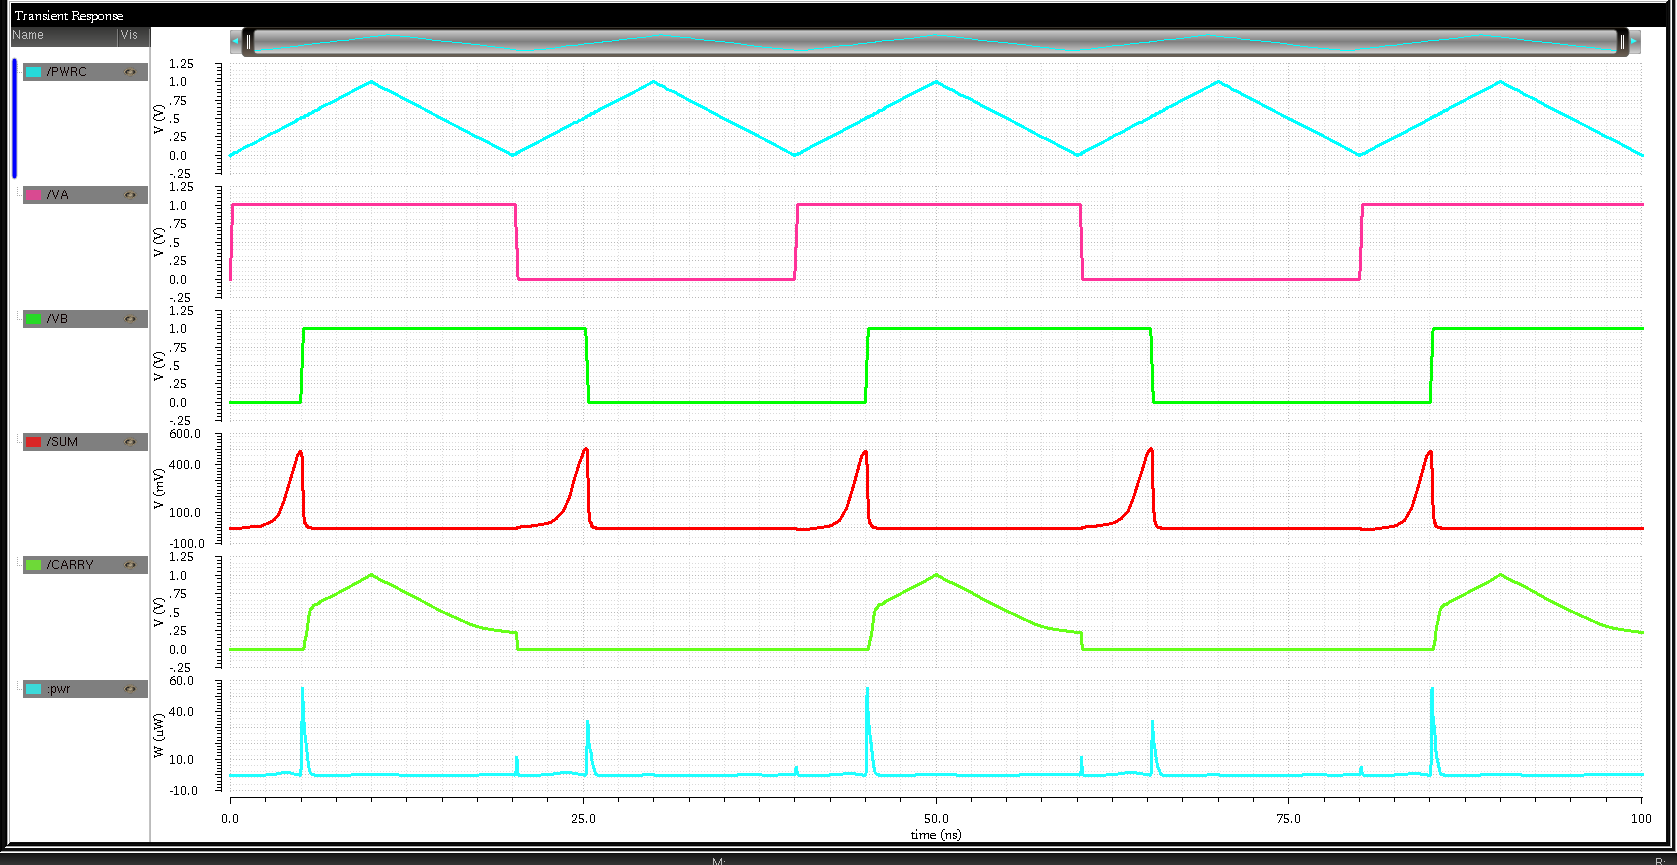 Transient Response
Name Vis
/PWRC
1.25
1.0
.75
.5
.25
0.0
-.25
V (V)
/VA
1.25
1.0
.75
.5
.25
0.0
-.25
V (V)
/VB
1.25
1.0
.75
.5
.25
0.0
-.25
V (V)
/SUM
600.0
400.0
100.0
-100.0
V (mV)
/CARRY
1.25
1.0
.75
.5
.25
0.0
-.25
V (V)
:pwr
60.0
40.0
10.0
-10.0
W (uW)
0.0 25.0 50.0 75.0 100
time (ns)
M: